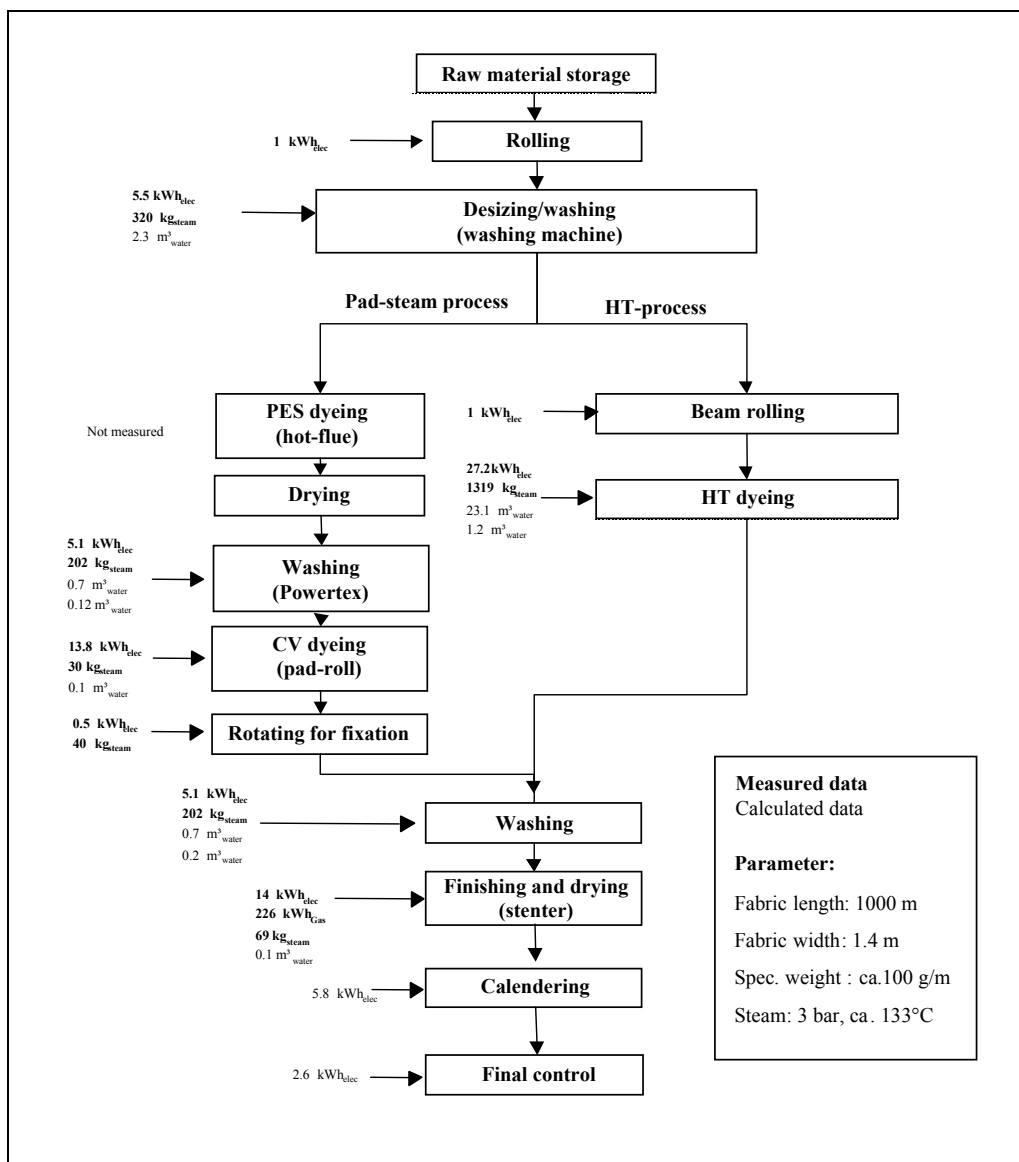 Raw material storage
1 kWhelec
Rolling
5.5 kWhelec
320 kgsteam
2.3 m³water
Desizing/washing
(washing machine)
Pad-steam process
HT-process
Not measured
PES dyeing
(hot-flue)
Drying
5.1 kWhelec
202 kgsteam
0.7 m³water
0.12 m³water
Washing
(Powertex)
13.8 kWhelec
30 kgsteam
0.1 m³water
CV dyeing
(pad-roll)
0.5 kWhelec
40 kgsteam
Rotating for fixation
1 kWhelec
Beam rolling
27.2 kWhelec
1319 kgsteam
23.1 m³water
1.2 m³water
HT dyeing
5.1 kWhelec
202 kgsteam
0.7 m³water
0.2 m³water
Washing
14 kWhelec
226 kWhGas
69 kgsteam
0.1 m³water
Finishing and drying
(stenter)
5.8 kWhelec
Calendering
2.6 kWhelec
Final control
Measured data
Calculated data
Parameter:
Fabric length: 1000 m
Fabric width: 1.4 m
Spec. weight : ca.100 g/m
Steam: 3 bar, ca. 133°C